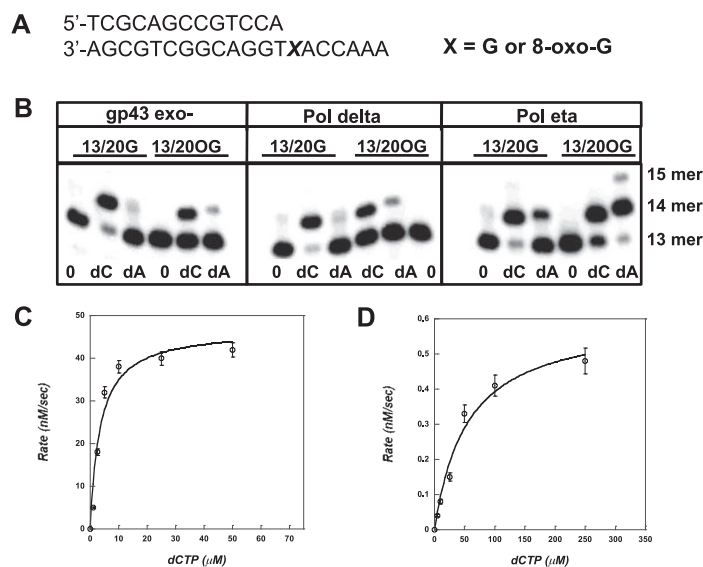 A
5'-TCGCAGCCGTCCA
3'-AGCGTCGGCAGGTXACCAAA
X = G or 8-oxo-G
B
gp43 exo- Pol delta Pol eta
13/20G 13/20OG 13/20G 13/20OG 13/20G 13/20OG
15 mer
14 mer
13 mer
0 dC dA 0 dC dA 0 dC dA dC dA 0 0 dC dA 0 dC dA
C
50
40
30
20
10
0
Rate (nM/sec)
0 10 20 30 40 50 60 70
dCTP (μM)
D
0.6
0.5
0.4
0.3
0.2
0.1
0.0
Rate (nM/sec)
0 50 100 150 200 250 300 350
dCTP (μM)